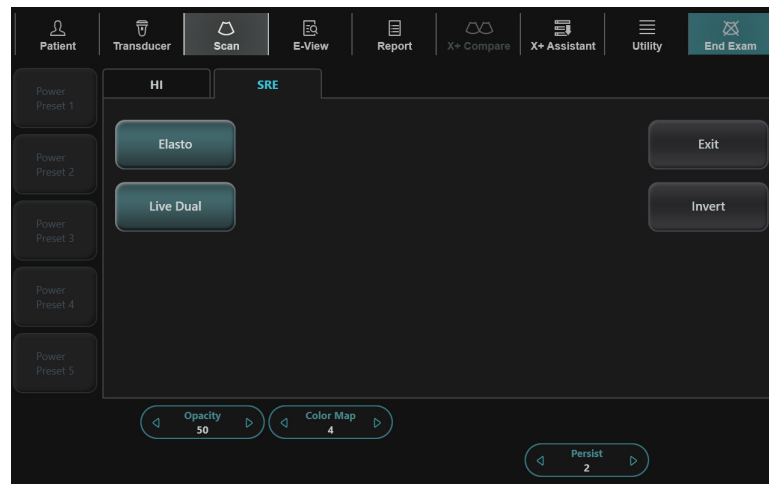 Patient
Transducer
Scan
E-View
Report
X+ Compare
X+ Assistant
Utility
End Exam
Power
Preset 1
Power
Preset 2
Power
Preset 3
Power
Preset 4
Power
Preset 5
HI
SRE
Elasto
Exit
Live Dual
Invert
Opacity
50
Color Map
4
Persist
2